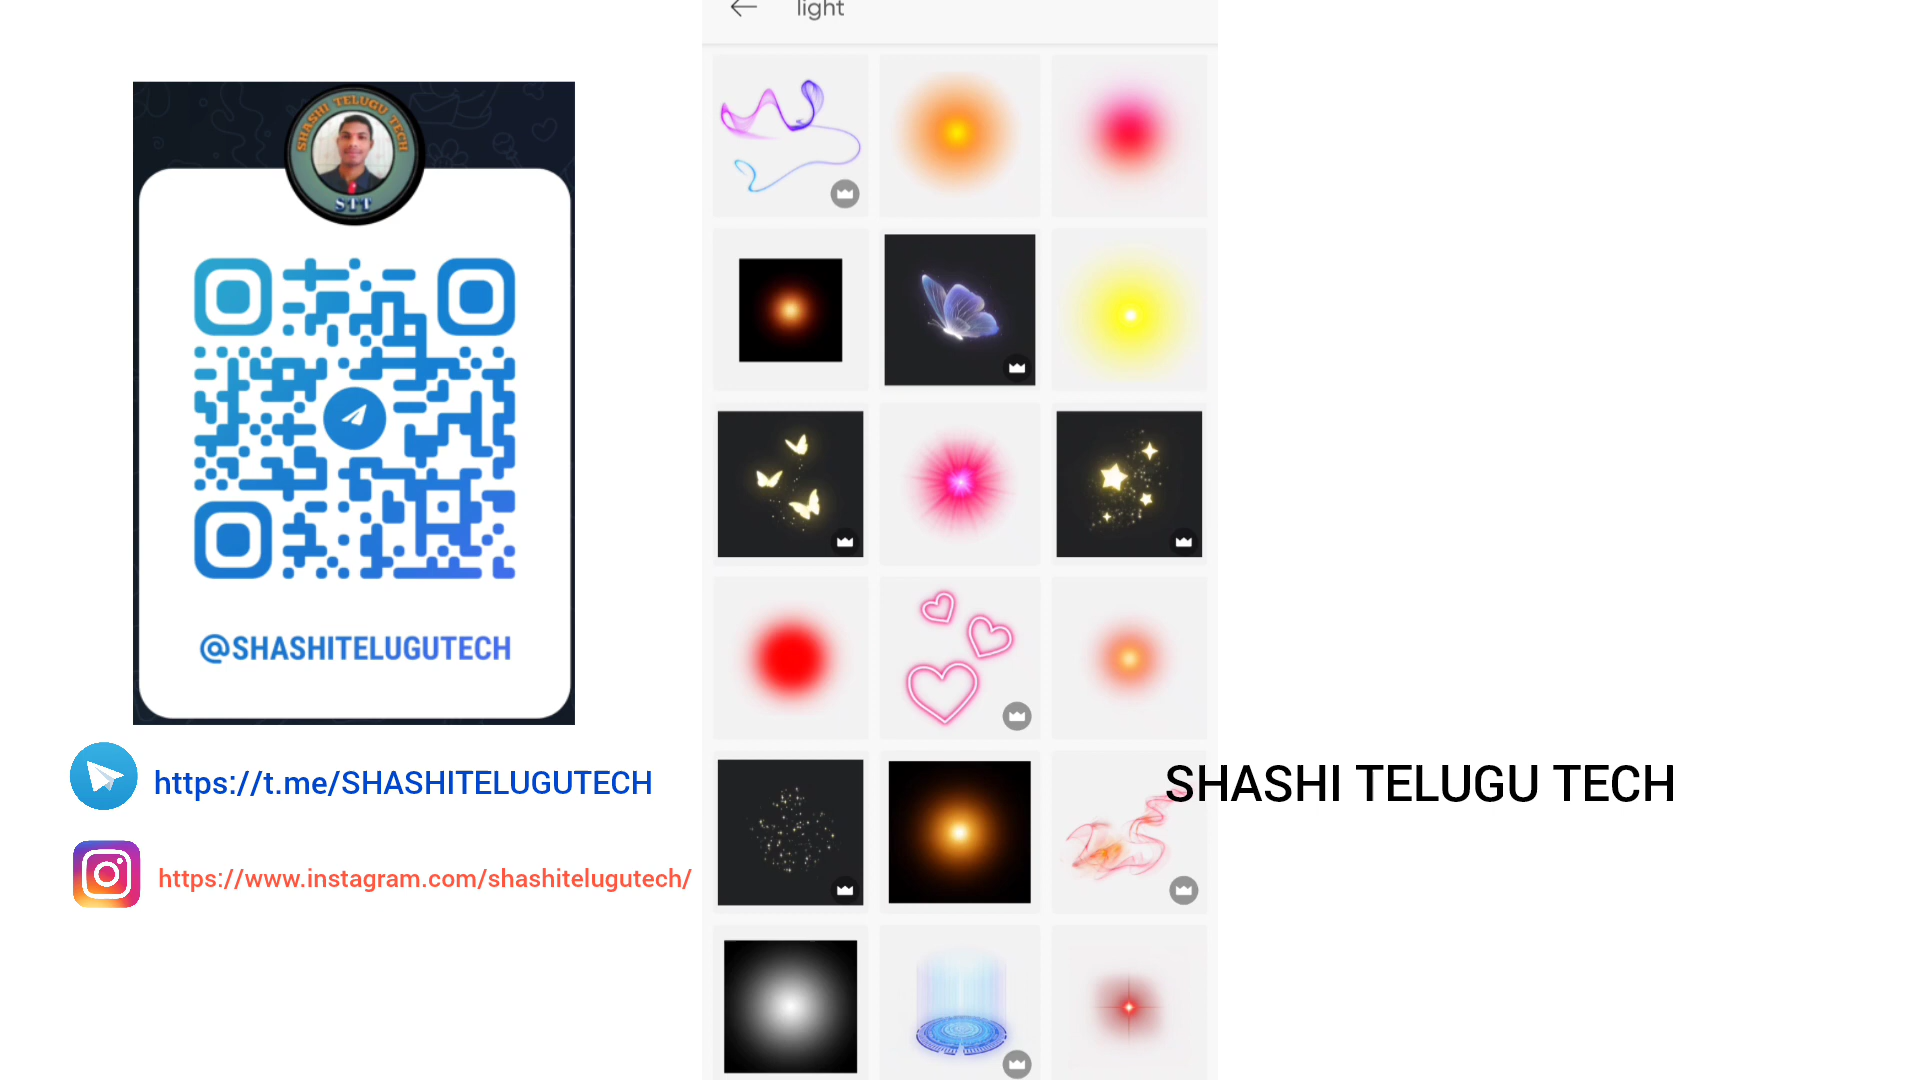 light
SHASHI TELUGU TECH
STT
@SHASHITELUGUTECH
https://t.me/SHASHITELUGUTECH
https://www.instagram.com/shashitelugutech/
SHASHI TELUGU TECH